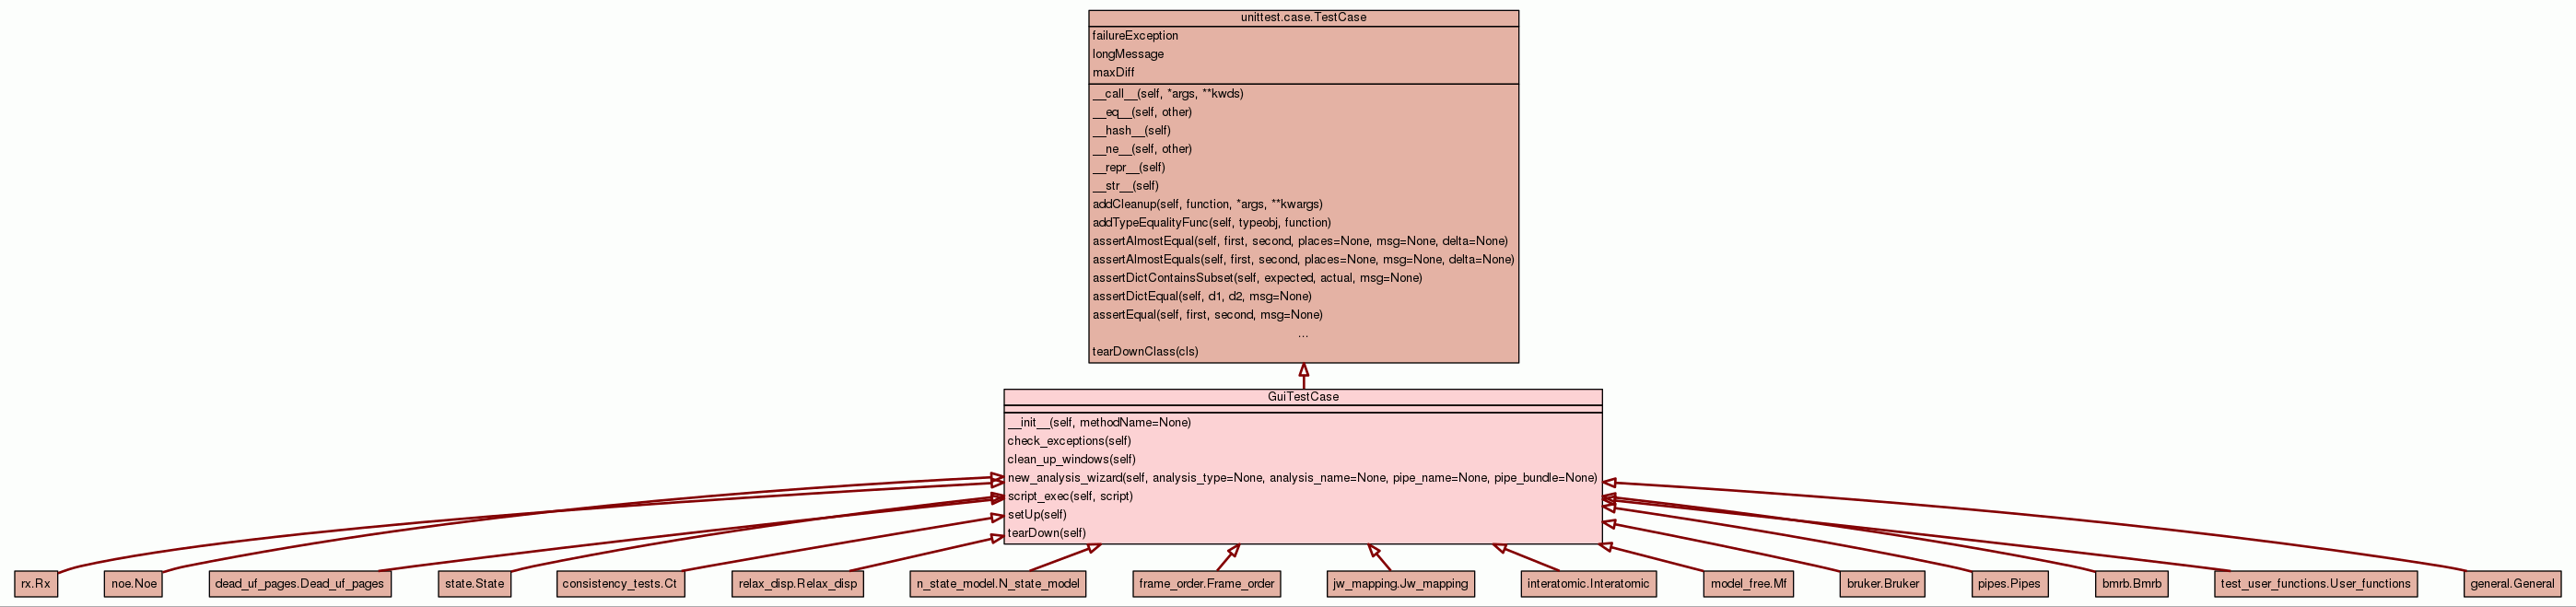 unittest.case.TestCase
failureException
longMessage
maxDiff
__call__(self, *args, **kwds)
__eq__(self, other)
__hash__(self)
__ne__(self, other)
__repr__(self)
__str__(self)
addCleanup(self, function, *args, **kwargs)
addTypeEqualityFunc(self, typeobj, function)
assertAlmostEqual(self, first, second, places=None, msg=None, delta=None)
assertAlmostEquals(self, first, second, places=None, msg=None, delta=None)
assertDictContainsSubset(self, expected, actual, msg=None)
assertDictEqual(self, d1, d2, msg=None)
assertEqual(self, first, second, msg=None)
...
tearDownClass(cls)
GuiTestCase
__init__(self, methodName=None)
check_exceptions(self)
clean_up_windows(self)
new_analysis_wizard(self, analysis_type=None, analysis_name=None, pipe_name=None, pipe_bundle=None)
script_exec(self, script)
setUp(self)
tearDown(self)
rx.Rx
noe.Noe
dead_uf_pages.Dead_uf_pages
state.State
consistency_tests.Ct
relax_disp.Relax_disp
n_state_model.N_state_model
frame_order.Frame_order
jw_mapping.Jw_mapping
interatomic.Interatomic
model_free.Mf
bruker.Bruker
pipes.Pipes
bmrb.Bmrb
test_user_functions.User_functions
general.General